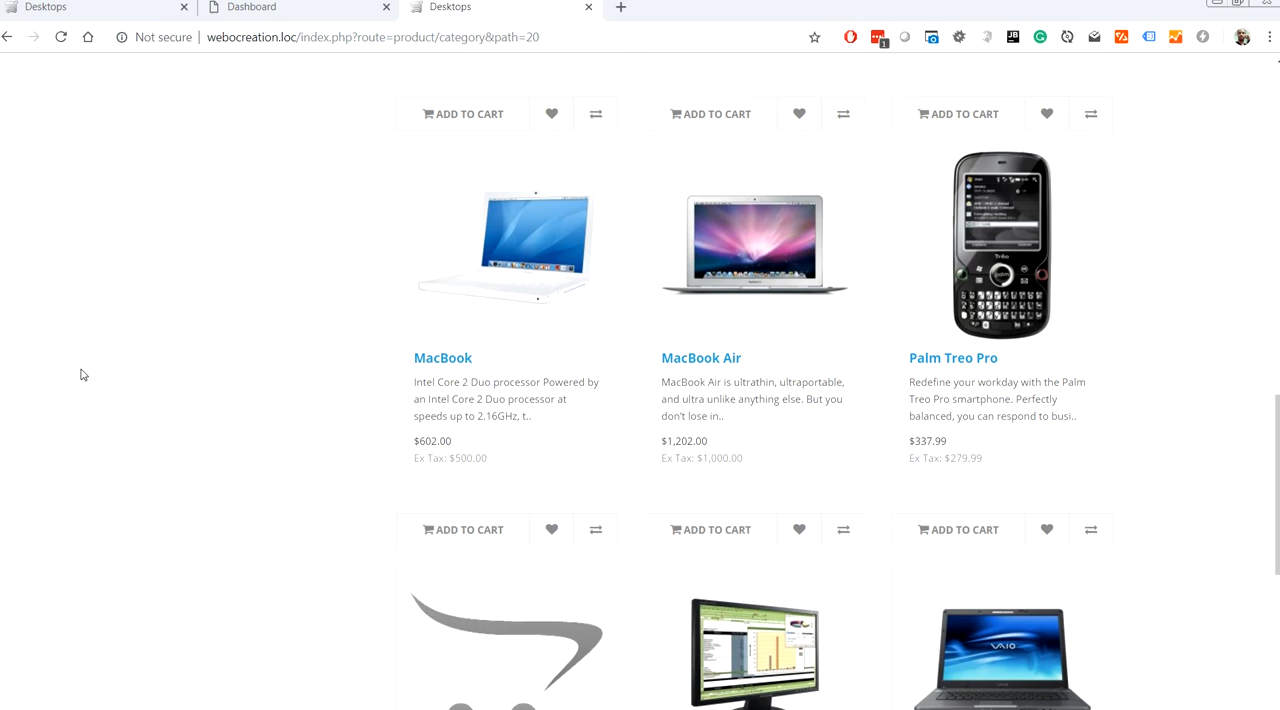 Desktops
Dashboard
Desktops
Not secure
webocreation.loc/index.php?route=product/category&path=20
1
JB
ADD TO CART
ADD TO CART
ADD TO CART
Treo
palm
MacBook
MacBook Air
Palm Treo Pro
Intel Core 2 Duo processor Powered
by an Intel Core 2 Duo processor at
speeds up to 2.16GHz, t..
MacBook Air is ultrathin, ultraportable,
and ultra unlike anything else. But you
don't lose in..
Redefine your workday with the Palm
Treo Pro smartphone. Perfectly
balanced, you can respond to busi..
$602.00
$1,202.00
$337.99
Ex Tax: $500.00
Ex Tax: $1,000.00
Ex Tax: $279.99
ADD TO CART
ADD TO CART
ADD TO CART
VAIO